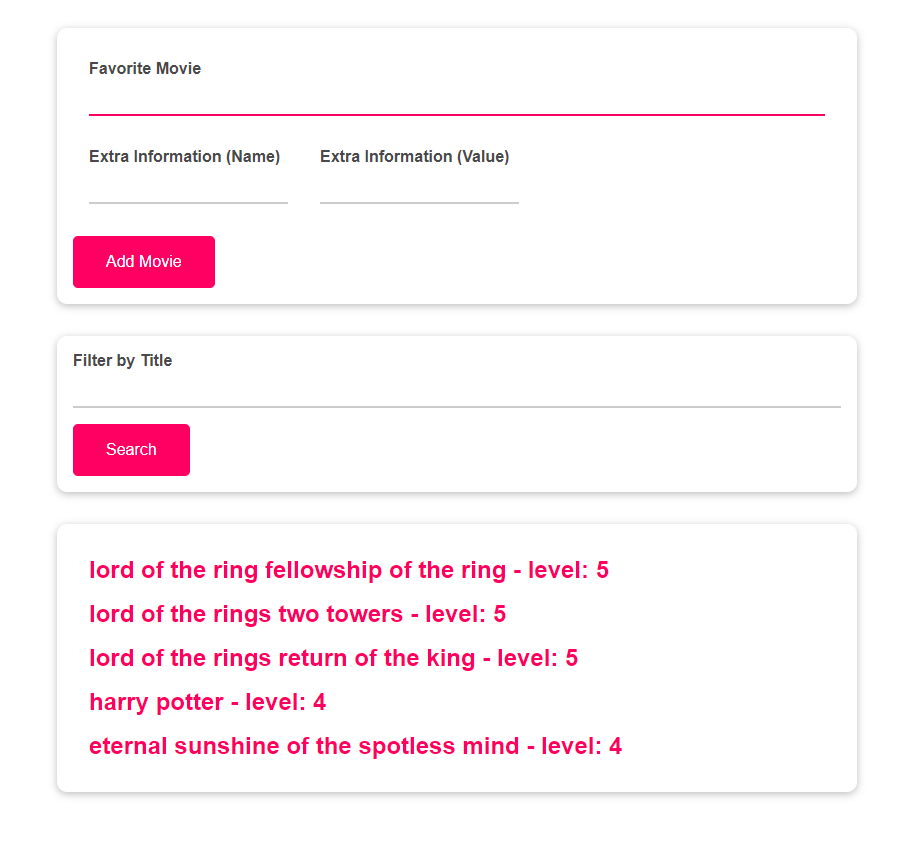 Favorite Movie
Extra Information (Name) Extra Information (Value)
Add Movie
Filter by Title
Search
lord of the ring fellowship of the ring - level: 5
lord of the rings two towers - level: 5
lord of the rings return of the king - level: 5
harry potter - level: 4
eternal sunshine of the spotless mind - level: 4